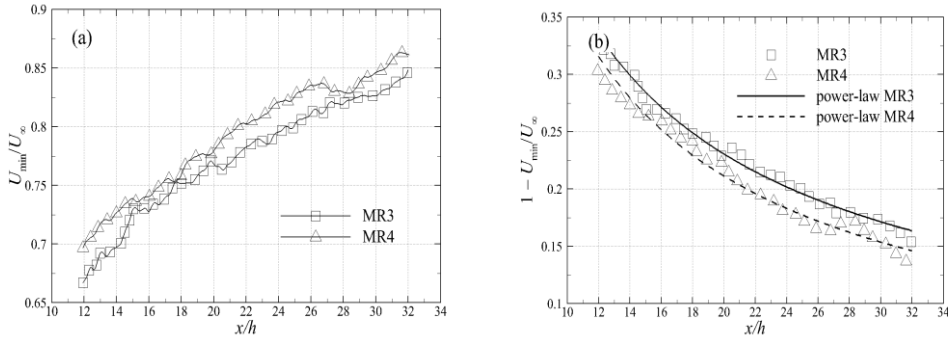 (a)
0.9
0.85
0.8
0.75
0.7
0.65
U_min/U_∞
MR3
MR4
10 12 14 16 18 20 22 24 26 28 30 32 34
x/h
(b)
0.35
0.3
0.25
0.2
0.15
0.1
1 − U_min/U_∞
MR3
MR4
power-law MR3
power-law MR4
10 12 14 16 18 20 22 24 26 28 30 32 34
x/h